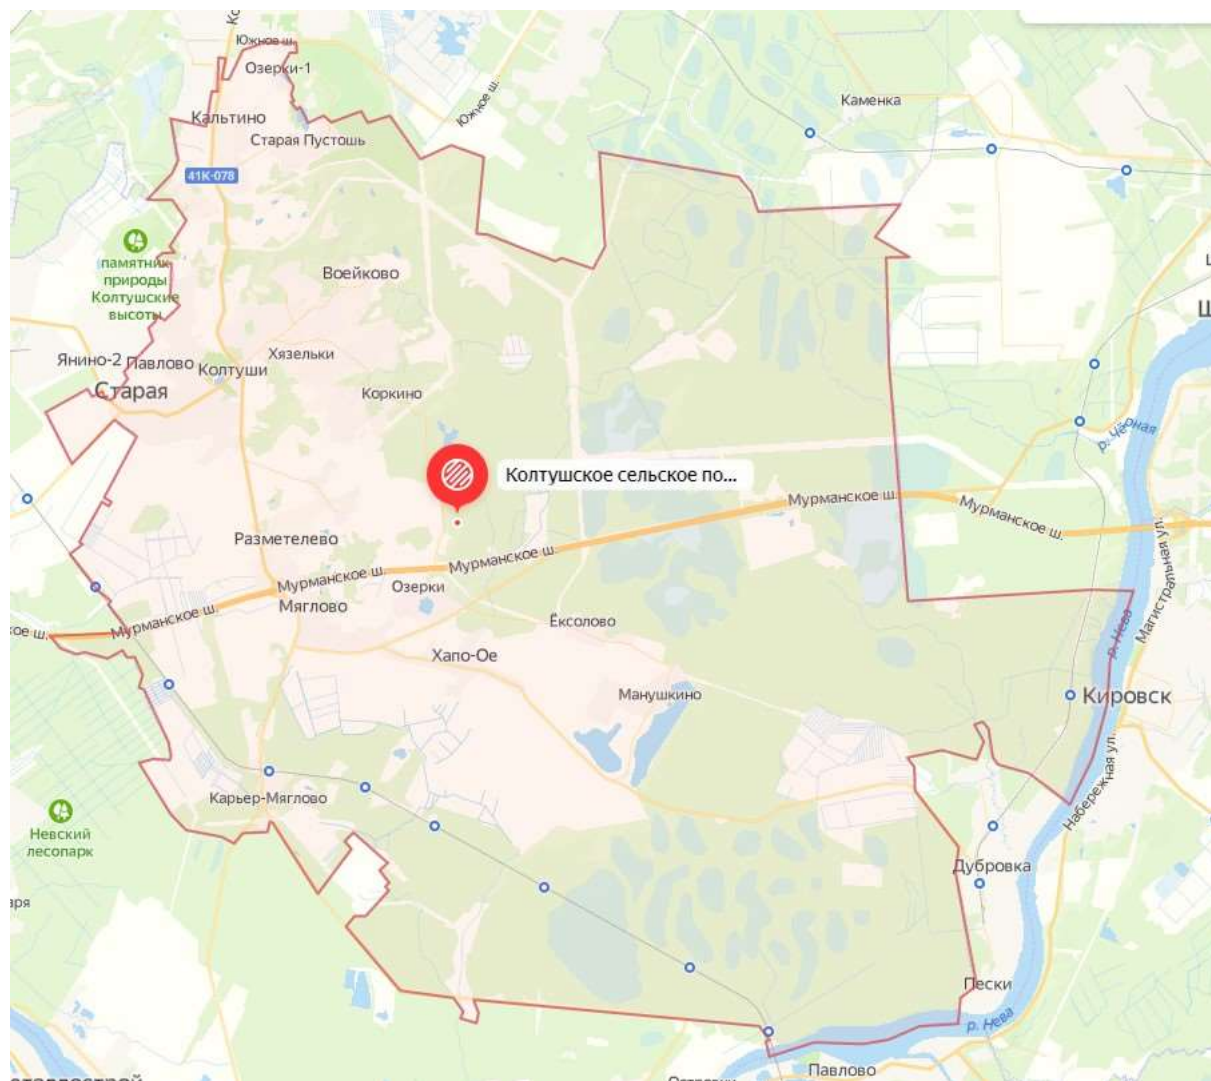 Южное ш.
Озерки-1
Южное ш.
Кальтино
Каменка
Старая Пустошь
41К-078
памятник
природы
Колтушские
высоты
Воейково
Янино-2
Павлово
Колтуши
Хязельки
Старая
Коркино
р. Чёрная
Колтушское сельское по...
Мурманское ш.
Мурманское ш.
Магистральная ул.
Разметелево
Мурманское ш.
Мурманское ш.
Озерки
Мяглово
Мурманское ш.
кое ш.
Ёксолово
р. Нева
Хапо-Ое
Манушкино
Кировск
Набережная ул.
Карьер-Мяглово
Невский
лесопарк
Дубровка
Пески
р. Нева
Павлово